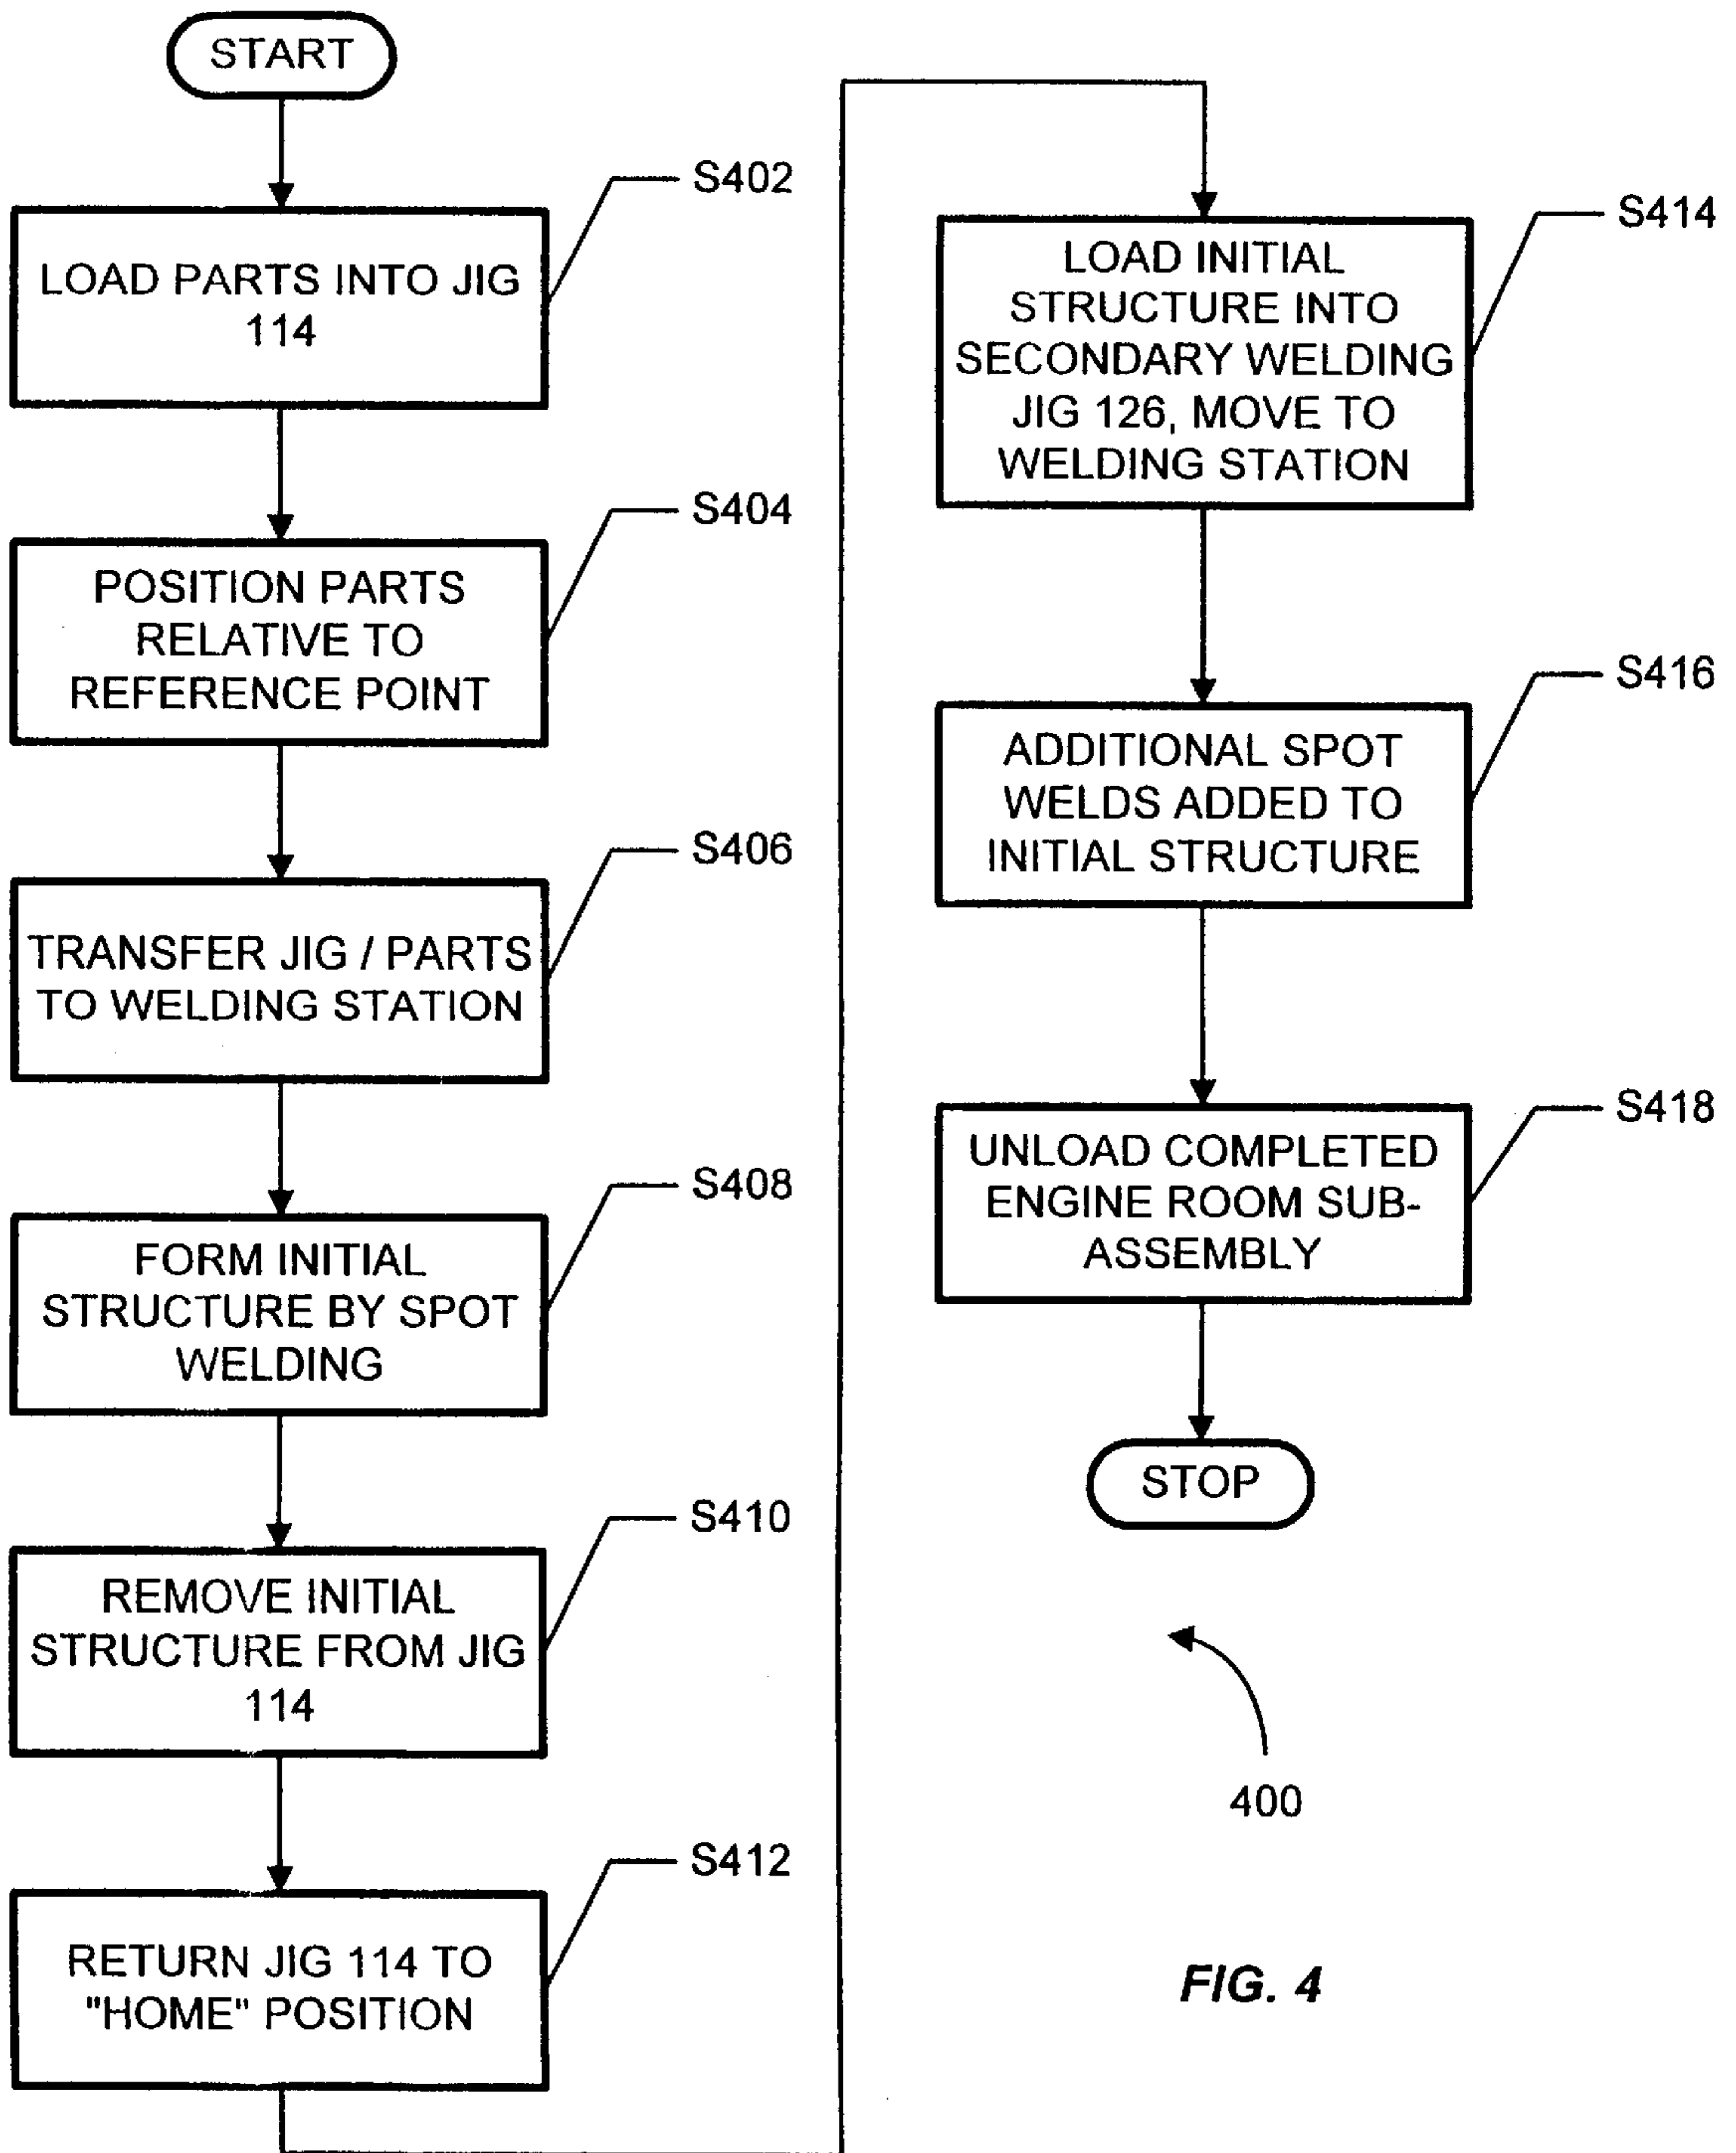 START
S402
LOAD PARTS INTO JIG
114
S404
POSITION PARTS
RELATIVE TO
REFERENCE POINT
S406
TRANSFER JIG / PARTS
TO WELDING STATION
S408
FORM INITIAL
STRUCTURE BY SPOT
WELDING
S410
REMOVE INITIAL
STRUCTURE FROM JIG
114
S412
RETURN JIG 114 TO
"HOME" POSITION
S414
LOAD INITIAL
STRUCTURE INTO
SECONDARY WELDING
JIG 126, MOVE TO
WELDING STATION
S416
ADDITIONAL SPOT
WELDS ADDED TO
INITIAL STRUCTURE
S418
UNLOAD COMPLETED
ENGINE ROOM SUB-
ASSEMBLY
STOP
400
FIG. 4